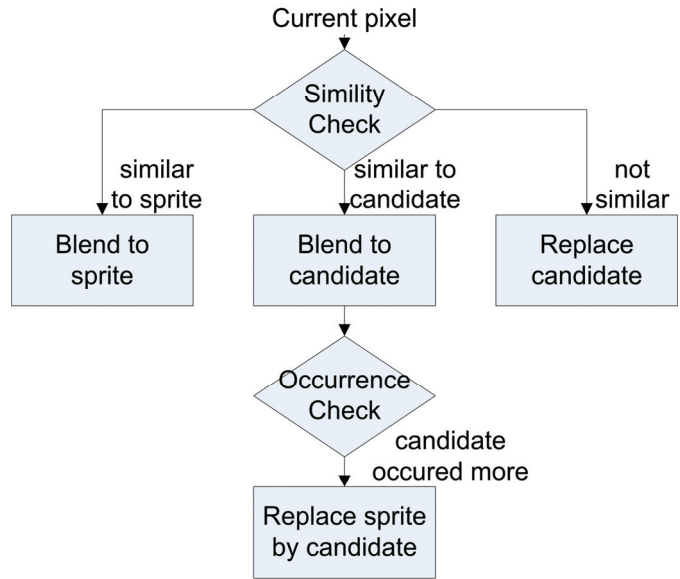 Current pixel
Simility
Check
similar
to sprite
similar to
candidate
not
similar
Blend to
sprite
Blend to
candidate
Replace
candidate
Occurrence
Check
candidate
occured more
Replace sprite
by candidate